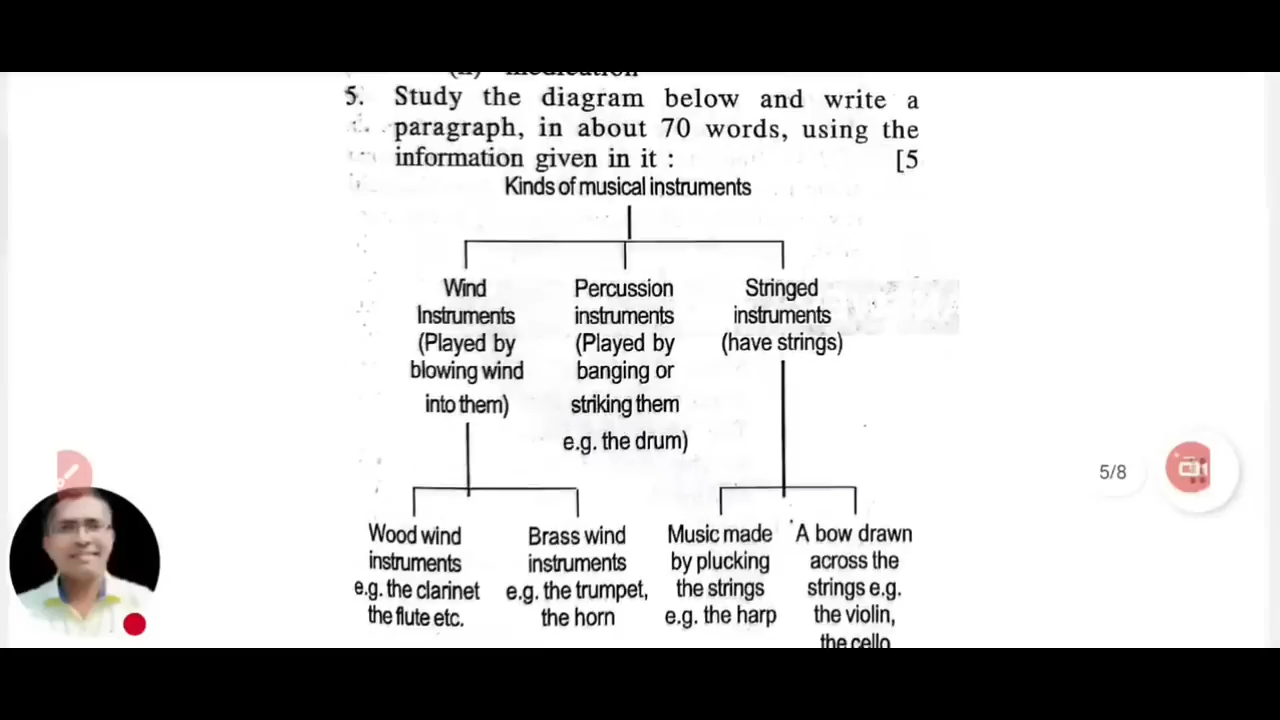 (ii) medication
5. Study the diagram below and write a
paragraph, in about 70 words, using the
information given in it :
[5
Kinds of musical instruments
Wind
Instruments
(Played by
blowing wind
into them)
Percussion
instruments
(Played by
banging or
striking them
e.g. the drum)
Stringed
instruments
(have strings)
Wood wind
instruments
e.g. the clarinet
the flute etc.
Brass wind
instruments
e.g. the trumpet,
the horn
Music made
by plucking
the strings
e.g. the harp
A bow drawn
across the
strings e.g.
the violin,
the cello
5/8